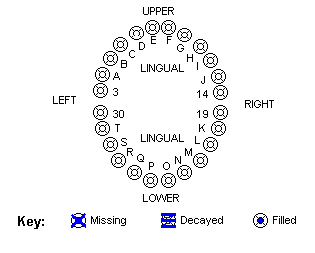 UPPER
E F
D G
C H
B I
LINGUAL
A J
3 14
LEFT RIGHT
30 19
T K
LINGUAL
S L
R M
Q N
P O
LOWER
Key: Missing Decayed Filled